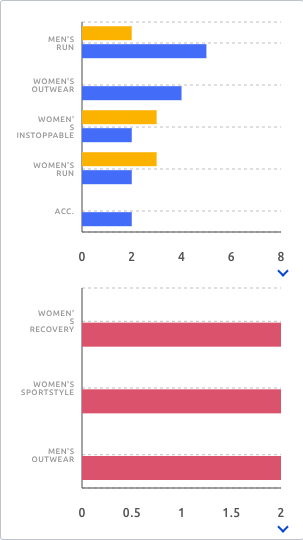 MEN'S
RUN
WOMEN'S
OUTWEAR
WOMEN'
S
INSTOPPABLE
WOMEN'S
RUN
ACC.
0 2 4 6 8
WOMEN'
S
RECOVERY
WOMEN'S
SPORTSTYLE
MEN'S
OUTWEAR
0 0.5 1 1.5 2